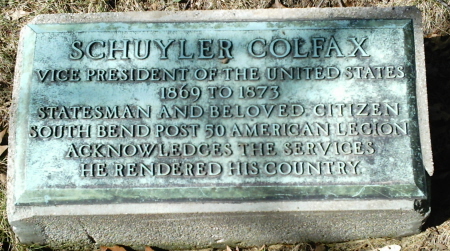 SCHUYLER COLFAX
VICE PRESIDENT OF THE UNITED STATES
1869 TO 1873
STATESMAN AND BELOVED CITIZEN
SOUTH BEND POST 50 AMERICAN LEGION
ACKNOWLEDGES THE SERVICES
HE RENDERED HIS COUNTRY.